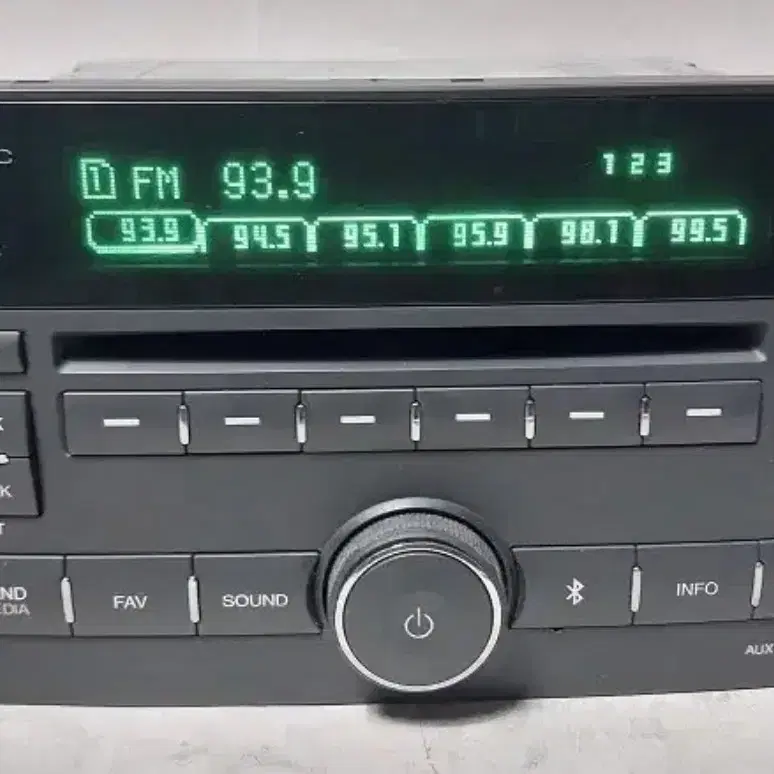 1 FM 93.9 1 2 3
93.9 94.5 95.1 95.9 98.1 99.5
FAV SOUND INFO
AUX